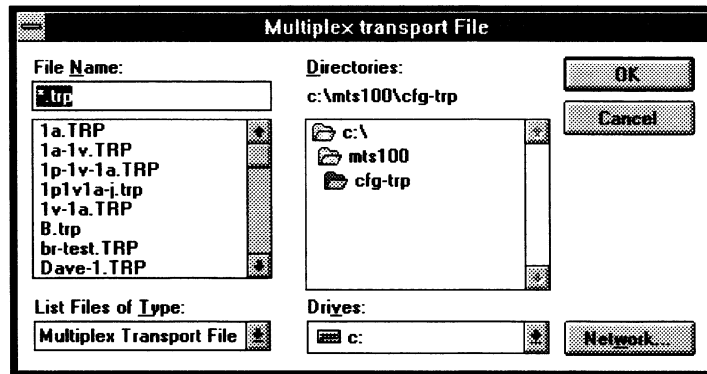 Multiplex transport File
File Name:
*.trp
1a.TRP
1a-1v.TRP
1p-1v-1a.TRP
1p1v1a-j.trp
1v-1a.TRP
B.trp
br-test.TRP
Dave-1.TRP
List Files of Type:
Multiplex Transport File
Directories:
c:\mts100\cfg-trp
c:\
mts100
cfg-trp
Drives:
c:
OK
Cancel
Network...